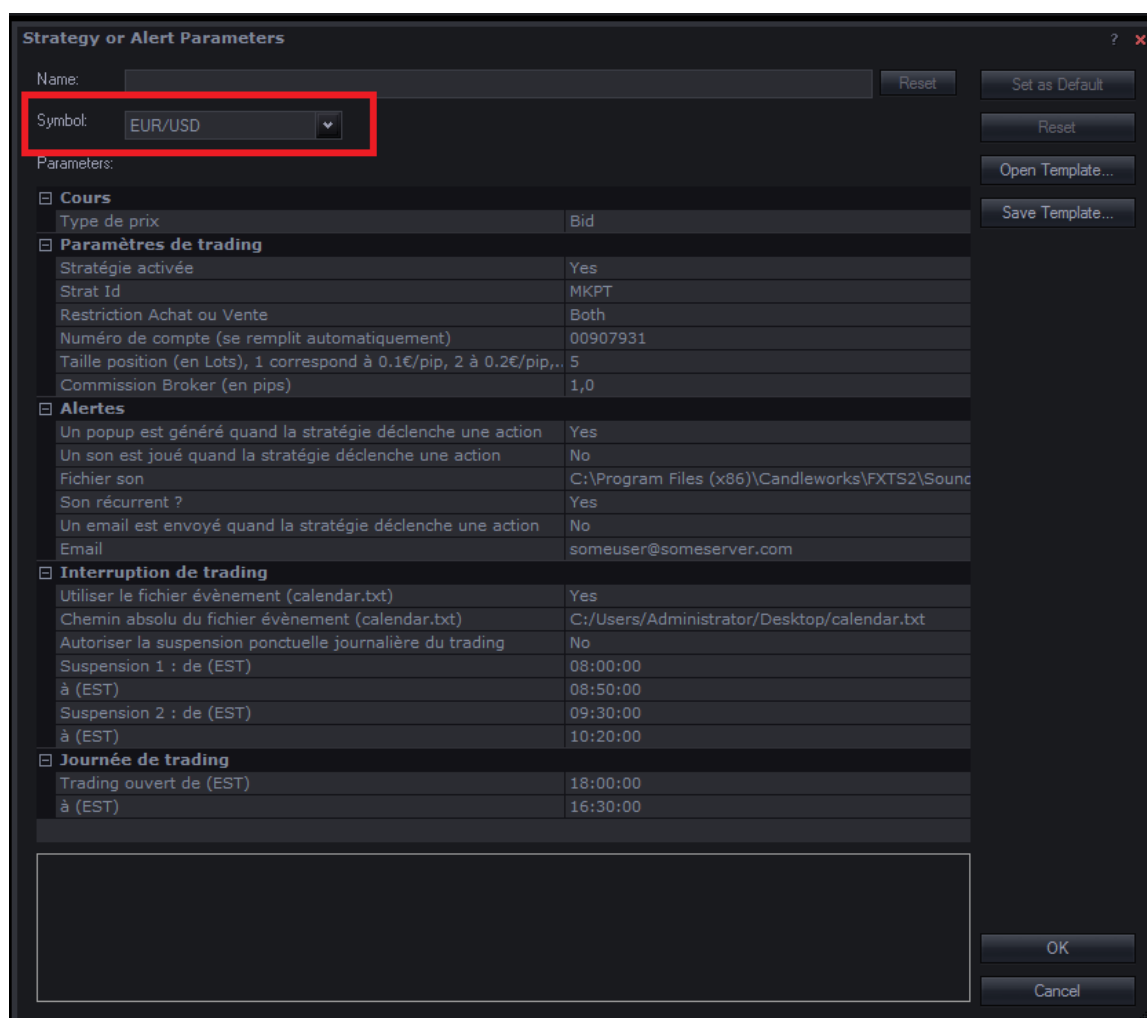 Strategy or Alert Parameters ?
Name: Reset Set as Default
Symbol: EUR/USD Reset
Parameters: Open Template...
Save Template...
Cours
Type de prix Bid
Paramètres de trading
Stratégie activée Yes
Strat Id MKPT
Restriction Achat ou Vente Both
Numéro de compte (se remplit automatiquement) 00907931
Taille position (en Lots), 1 correspond à 0.1€/pip, 2 à 0.2€/pip,.. 5
Commission Broker (en pips) 1,0
Alertes
Un popup est généré quand la stratégie déclenche une action Yes
Un son est joué quand la stratégie déclenche une action No
Fichier son C:\Program Files (x86)\Candleworks\FXTS2\Sound
Son récurrent ? Yes
Un email est envoyé quand la stratégie déclenche une action No
Email someuser@someserver.com
Interruption de trading
Utiliser le fichier évènement (calendar.txt) Yes
Chemin absolu du fichier évènement (calendar.txt) C:/Users/Administrator/Desktop/calendar.txt
Autoriser la suspension ponctuelle journalière du trading No
Suspension 1 : de (EST) 08:00:00
à (EST) 08:50:00
Suspension 2 : de (EST) 09:30:00
à (EST) 10:20:00
Journée de trading
Trading ouvert de (EST) 18:00:00
à (EST) 16:30:00
OK
Cancel